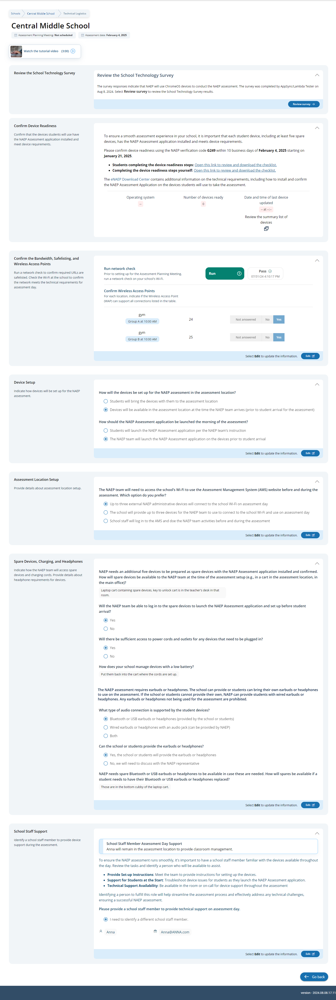 Schools
Central Middle School
Technical Logistics
Central Middle School
Assessment Planning Meeting: Not scheduled
Assessment date: February 4, 2025
Watch the tutorial video (3:00)
Review the School Technology Survey
Review the School Technology Survey
The survey responses indicate that NAEP will use ChromeOS devices to conduct the NAEP assessment. The survey was completed by AppSync/Lambda Tester on
Aug 8, 2024. Select Review survey to review the School Technology Survey results.
Review survey
Confirm Device Readiness
Confirm that the devices students will use have
the NAEP Assessment application installed and
meet device requirements.
To ensure a smooth assessment experience in your school, it is important that each student device, including at least five spare
devices, has the NAEP Assessment application installed and meets device requirements.
Please confirm device readiness using the NAEP verification code G249 within 10 business days of February 4, 2025 starting on
January 21, 2025.
• Students completing the device readiness steps: Open this link to review and download the checklist.
• Completing the device readiness steps yourself: Open this link to review and download the checklist.
The eNAEP Download Center contains additional information on the technical requirements, including how to install and confirm
the NAEP Assessment Application on the devices students will use to take the assessment.
Operating system
--
Number of devices ready
0
Date and time of last device
updated
-- at --:--
Review the summary list of
devices
Confirm the Bandwidth, Safelisting, and
Wireless Access Points
Run a network check to confirm required URLs are
safelisted. Check the Wi-Fi at the school to confirm
the network meets the technical requirements for
assessment day.
Run network check
Prior to setting up for the Assessment Planning Meeting,
run a network check on your school's Wi-Fi.
Run
Pass
07/31/24 4:10:17 PM
Confirm Wireless Access Points
For each location, indicate if the Wireless Access Point
(WAP) can support all connections listed in the table.
gym
Group A at 10:00 AM
24
Not answered No Yes
gym
Group B at 10:00 AM
25
Not answered No Yes
Select Edit to update the information.
Edit
Device Setup
Indicate how devices will be set up for the NAEP
assessment.
How will the devices be set up for the NAEP assessment in the assessment location?
Students will bring the devices with them to the assessment location
Devices will be available in the assessment location at the time the NAEP team arrives (prior to student arrival for the assessment)
How should the NAEP Assessment application be launched the morning of the assessment?
Students will launch the NAEP Assessment application per the NAEP team's instruction
The NAEP team will launch the NAEP Assessment application on the devices prior to student arrival
Select Edit to update the information.
Edit
Assessment Location Setup
Provide details about assessment location setup.
The NAEP team will need to access the school's Wi-Fi to use the Assessment Management System (AMS) website before and during the
assessment. Which option do you prefer?
Up to three external NAEP administrative devices will connect to the school Wi-Fi on assessment day
The school will provide up to three devices for the NAEP team to use to connect to the school Wi-Fi and use on assessment day
School staff will log in to the AMS and doe the NAEP team activities before and during the assessment
Select Edit to update the information.
Edit
Spare Devices, Charging, and Headphones
Indicate how the NAEP team will access spare
devices and charging cords. Provide details about
headphone requirements for devices.
NAEP needs an additional five devices to be prepared as spare devices with the NAEP Assessment application installed and confirmed.
How will spare devices be available to the NAEP team at the time of the assessment setup (e.g., in a cart in the assessment location, in
the main office)?
Laptop cart containing spare devices, key to unlock cart is in the teacher's desk in that
room.
Will the NAEP team be able to log in to the spare devices to launch the NAEP Assessment application and set up before student
arrival?
Yes
No
Will there be sufficient access to power cords and outlets for any devices that need to be plugged in?
Yes
No
How does your school manage devices with a low battery?
Put them back into the cart where the cords are set up.
The NAEP assessment requires earbuds or headphones. The school can provide or students can bring their own earbuds or headphones
to use on the assessment. If the school or students cannot provide their own, NAEP can provide students with wired earbuds or
headphones. Any earbuds or headphones not being used for the assessment are prohibited.
What type of audio connection is supported by the student devices?
Bluetooth or USB earbuds or headphones (provided by the school or students)
Wired earbuds or headphones with an audio jack (can be provided by NAEP)
Both
Can the school or students provide the earbuds or headphones?
Yes, the school or students will provide the earbuds or headphones
No, we will need to discuss with the NAEP representative
NAEP needs spare Bluetooth or USB earbuds or headphones to be available in case these are needed. How will spares be available if a
student needs to have their Bluetooth or USB earbuds or headphones replaced?
Those are in the bottom cubby of the laptop cart.
Select Edit to update the information.
Edit
School Staff Support
Identify a school staff member to provide device
support during the assessment.
School Staff Member Assessment Day Support
Anna will remain in the assessment location to provide classroom management.
To ensure the NAEP assessment runs smoothly, it's important to have a school staff member familiar with the devices available throughout
the day. Review the tasks and identify a person who will be available to assist.
• Provide Set-up Instructions: Meet the team to provide instructions for setting up the devices.
• Support for Students at the Start: Troubleshoot device issues for students as they launch the NAEP Assessment application.
• Technical Support Availability: Be available in the room or on-call for device support throughout the assessment
Identifying a person to fulfill this role will help streamline the assessment process and effectively address any technical challenges,
ensuring a successful NAEP assessment.
Please provide a school staff member to provide technical support on assessment day.
I need to identify a different school staff member.
Anna
Anna@ANNA.com
Select Edit to update the information.
Edit
Go back
version - 2024.08.08.17.11